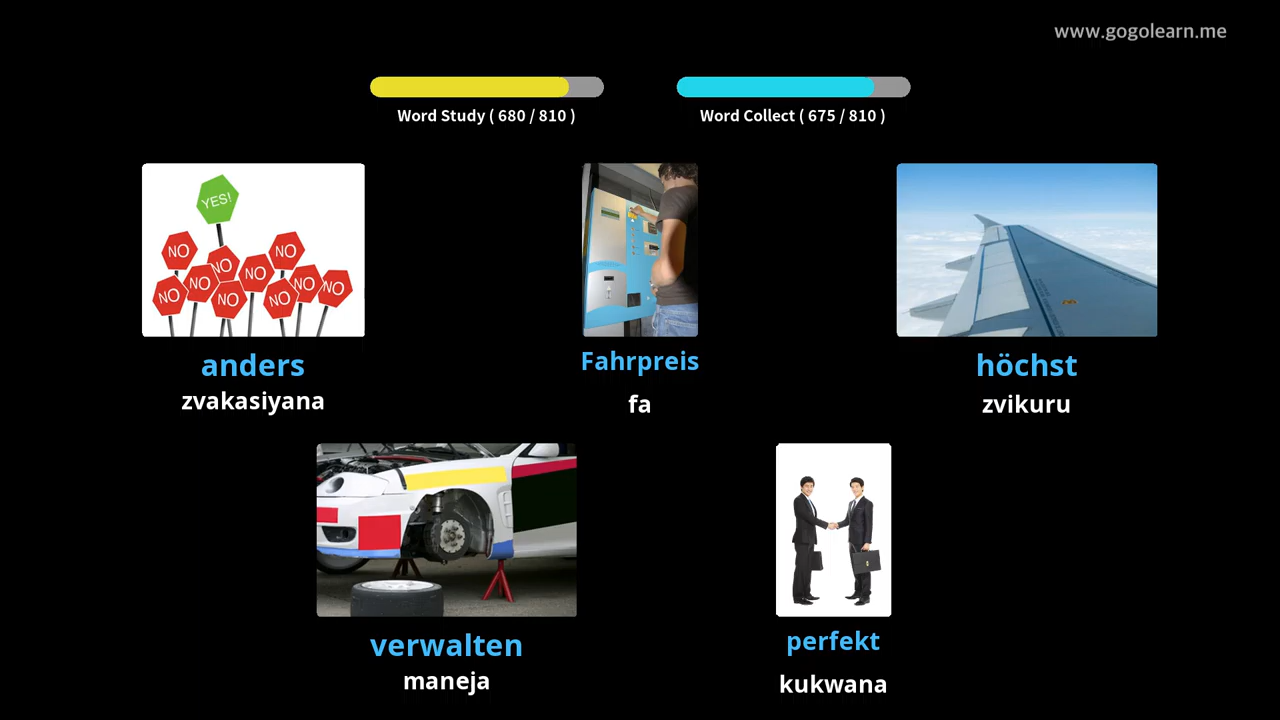 www.gogolearn.me
Word Study ( 680 / 810 )
Word Collect ( 675 / 810 )
YES!
NO
NO
NO
NO
NO
NO
NO
NO
NO
NO
anders
zvakasiyana
Fahrpreis
fa
höchst
zvikuru
verwalten
maneja
perfekt
kukwana